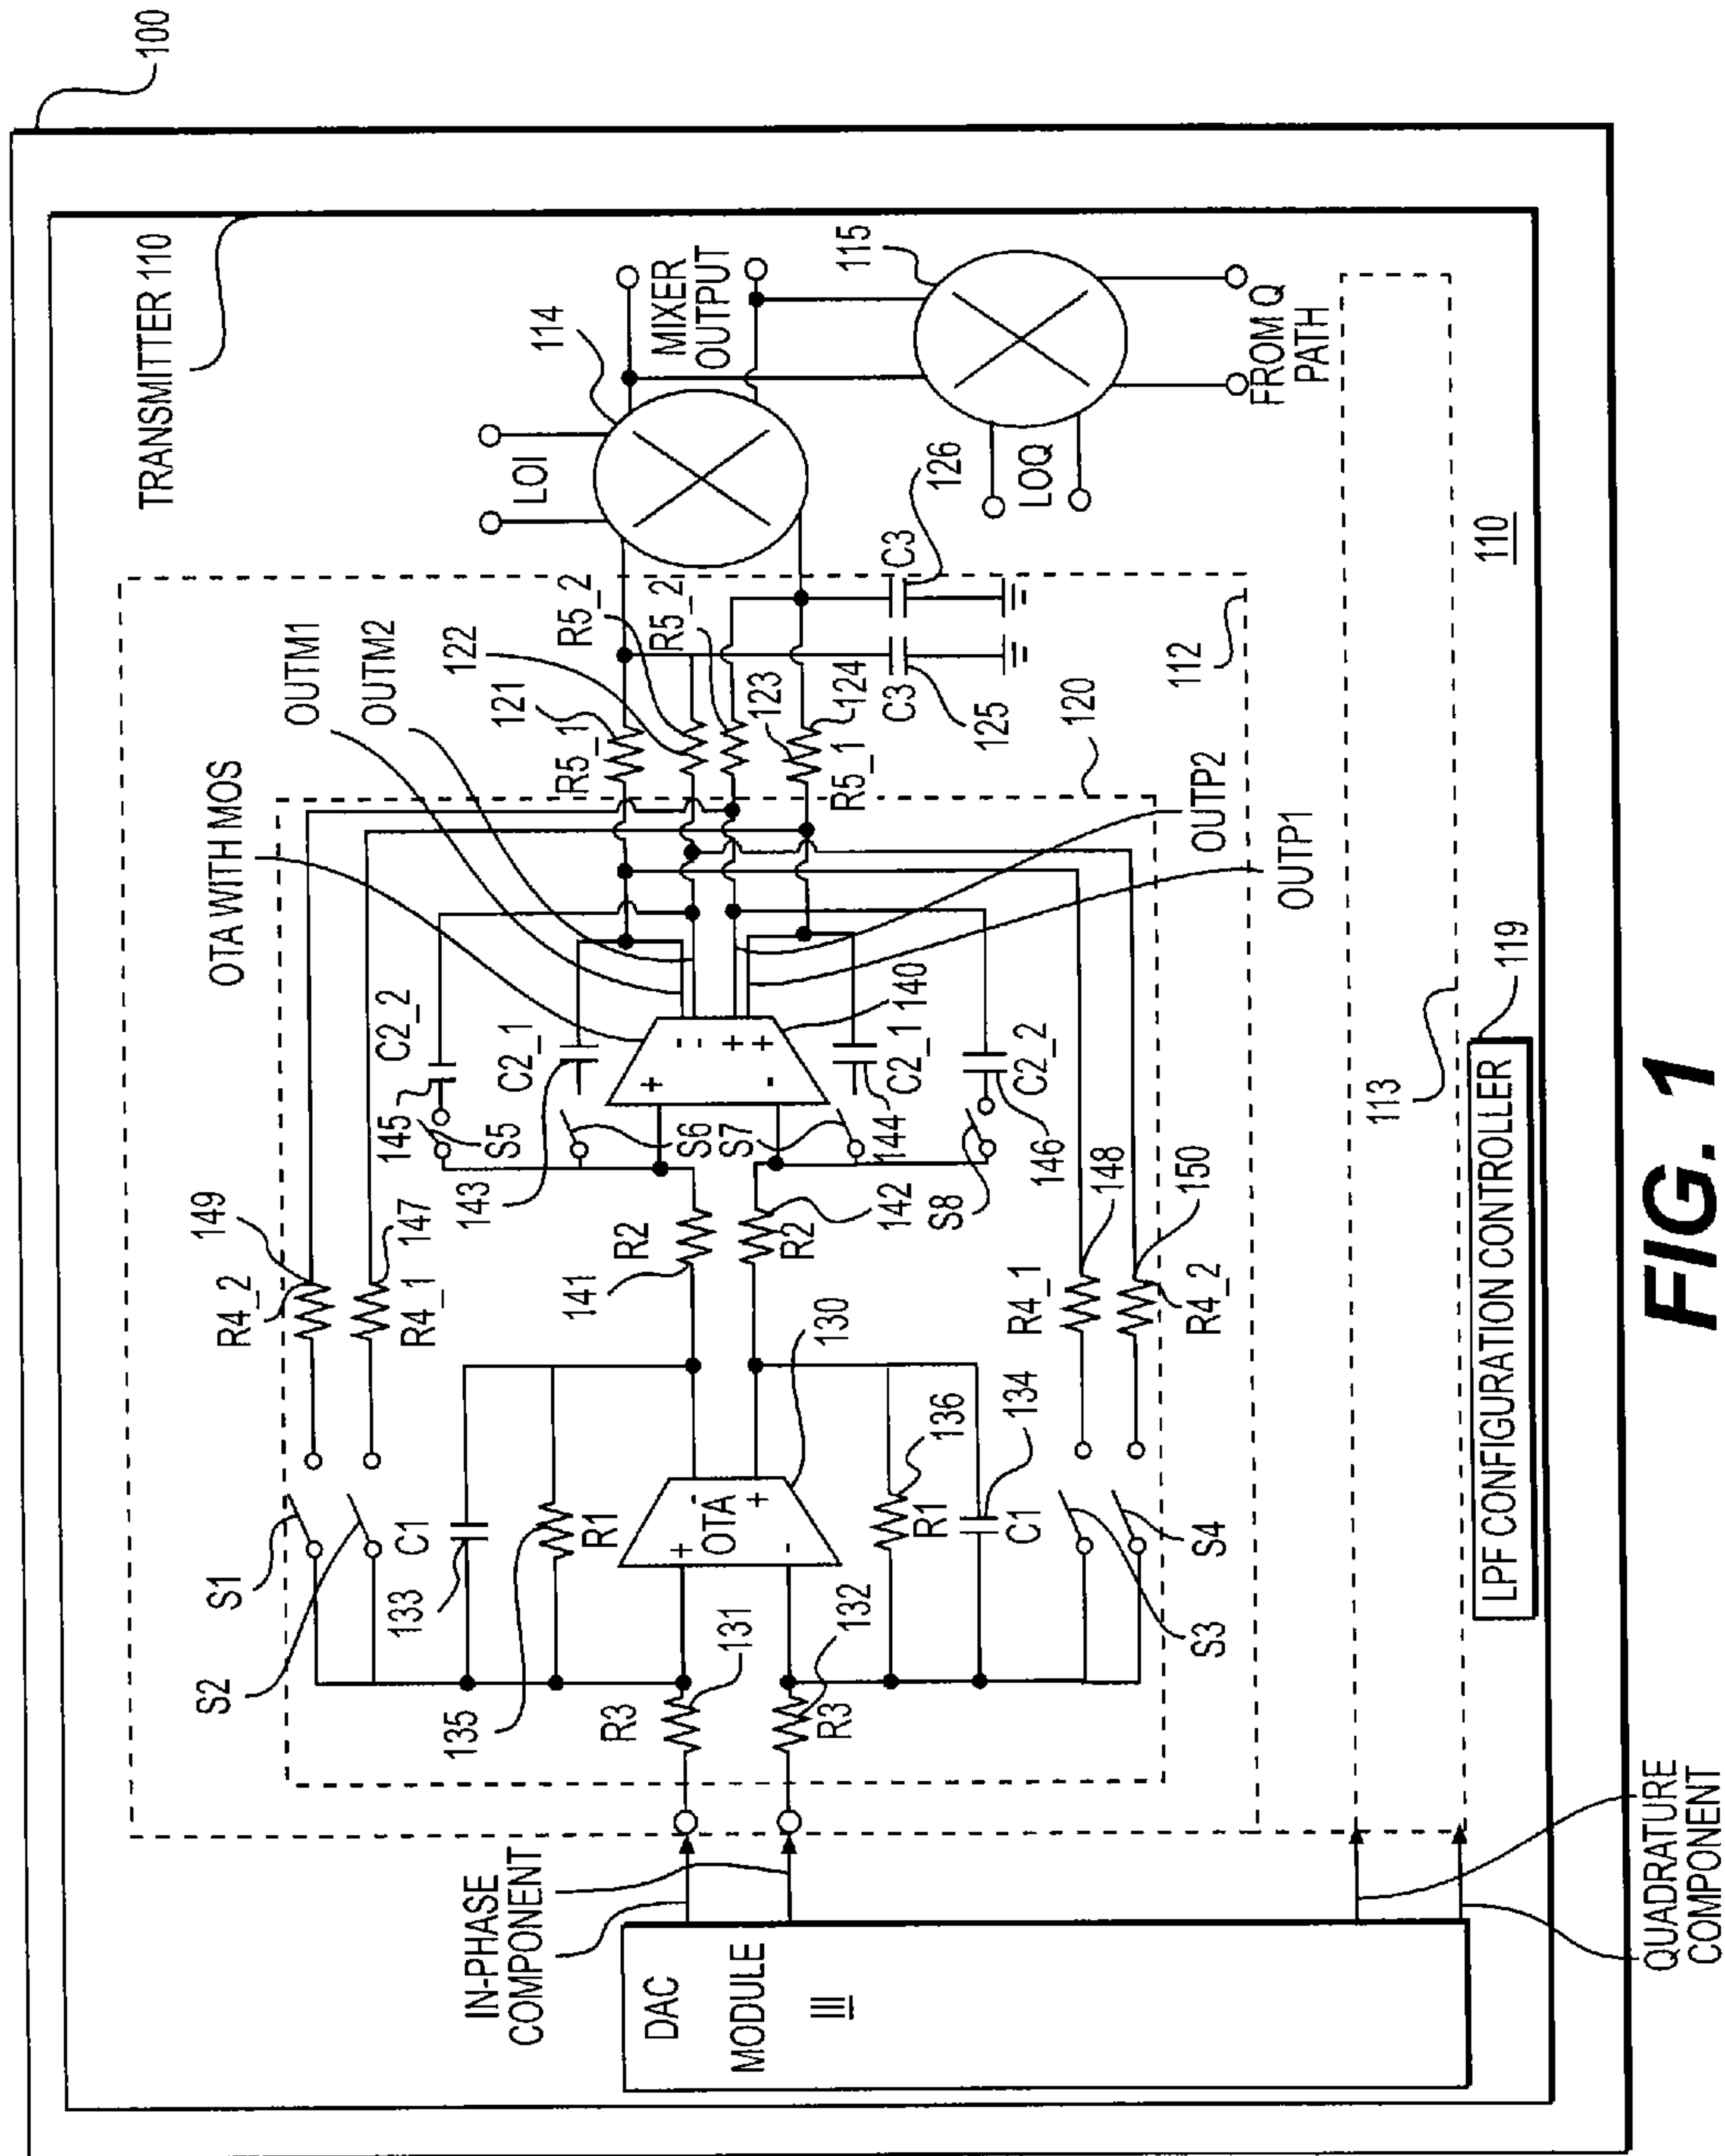 100
TRANSMITTER 110
OUTM1
OUTM2
OTA WITH MOS
LOI
114
MIXER
OUTPUT
115
122
121
R5_2
R5_2
R5_1
123
124
R5_1
C3
126
C3
125
LOQ
FROM Q
PATH
149
R4_2
147
R4_1
S1
S2
C1
133
135
R1
OTA
+
-
-
+
130
R1
136
C1
134
R3
131
R3
132
141
R2
R2
142
C2_2
145
S5
C2_1
143
S6
S7
+
-
-
-
+
+
140
C2_1
144
C2_2
146
S8
148
R4_1
150
R4_2
S3
S4
OUTP2
OUTP1
120
112
IN-PHASE
COMPONENT
DAC
MODULE
111
QUADRATURE
COMPONENT
113
LPF CONFIGURATION CONTROLLER
119
110
FIG. 1